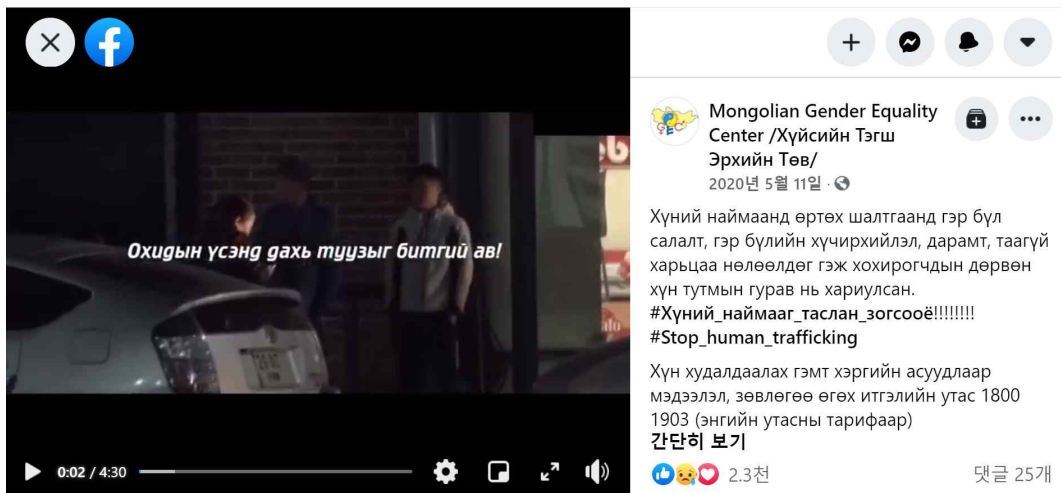 Mongolian Gender Equality
Center /Хүйсийн Тэгш
Эрхийн Төв/
2020년 5월 11일 ·
Охидын үсэнд дахь туузыг битгий ав!
Хүний наймаанд өртөх шалтгаанд гэр бүл
салалт, гэр бүлийн хүчирхийлэл, дарамт, таагүй
харьцаа нөлөөлдөг гэж хохирогчдын дөрвөн
хүн тутмын гурав нь хариулсан.
#Хүний_наймааг_таслан_зогсооё!!!!!!!!
#Stop_human_trafficking
Хүн худалдаалах гэмт хэргийн асуудлаар
мэдээлэл, зөвлөгөө өгөх итгэлийн утас 1800
1903 (энгийн утасны тарифаар)
간단히 보기
0:02 / 4:30
2.3천
댓글 25개